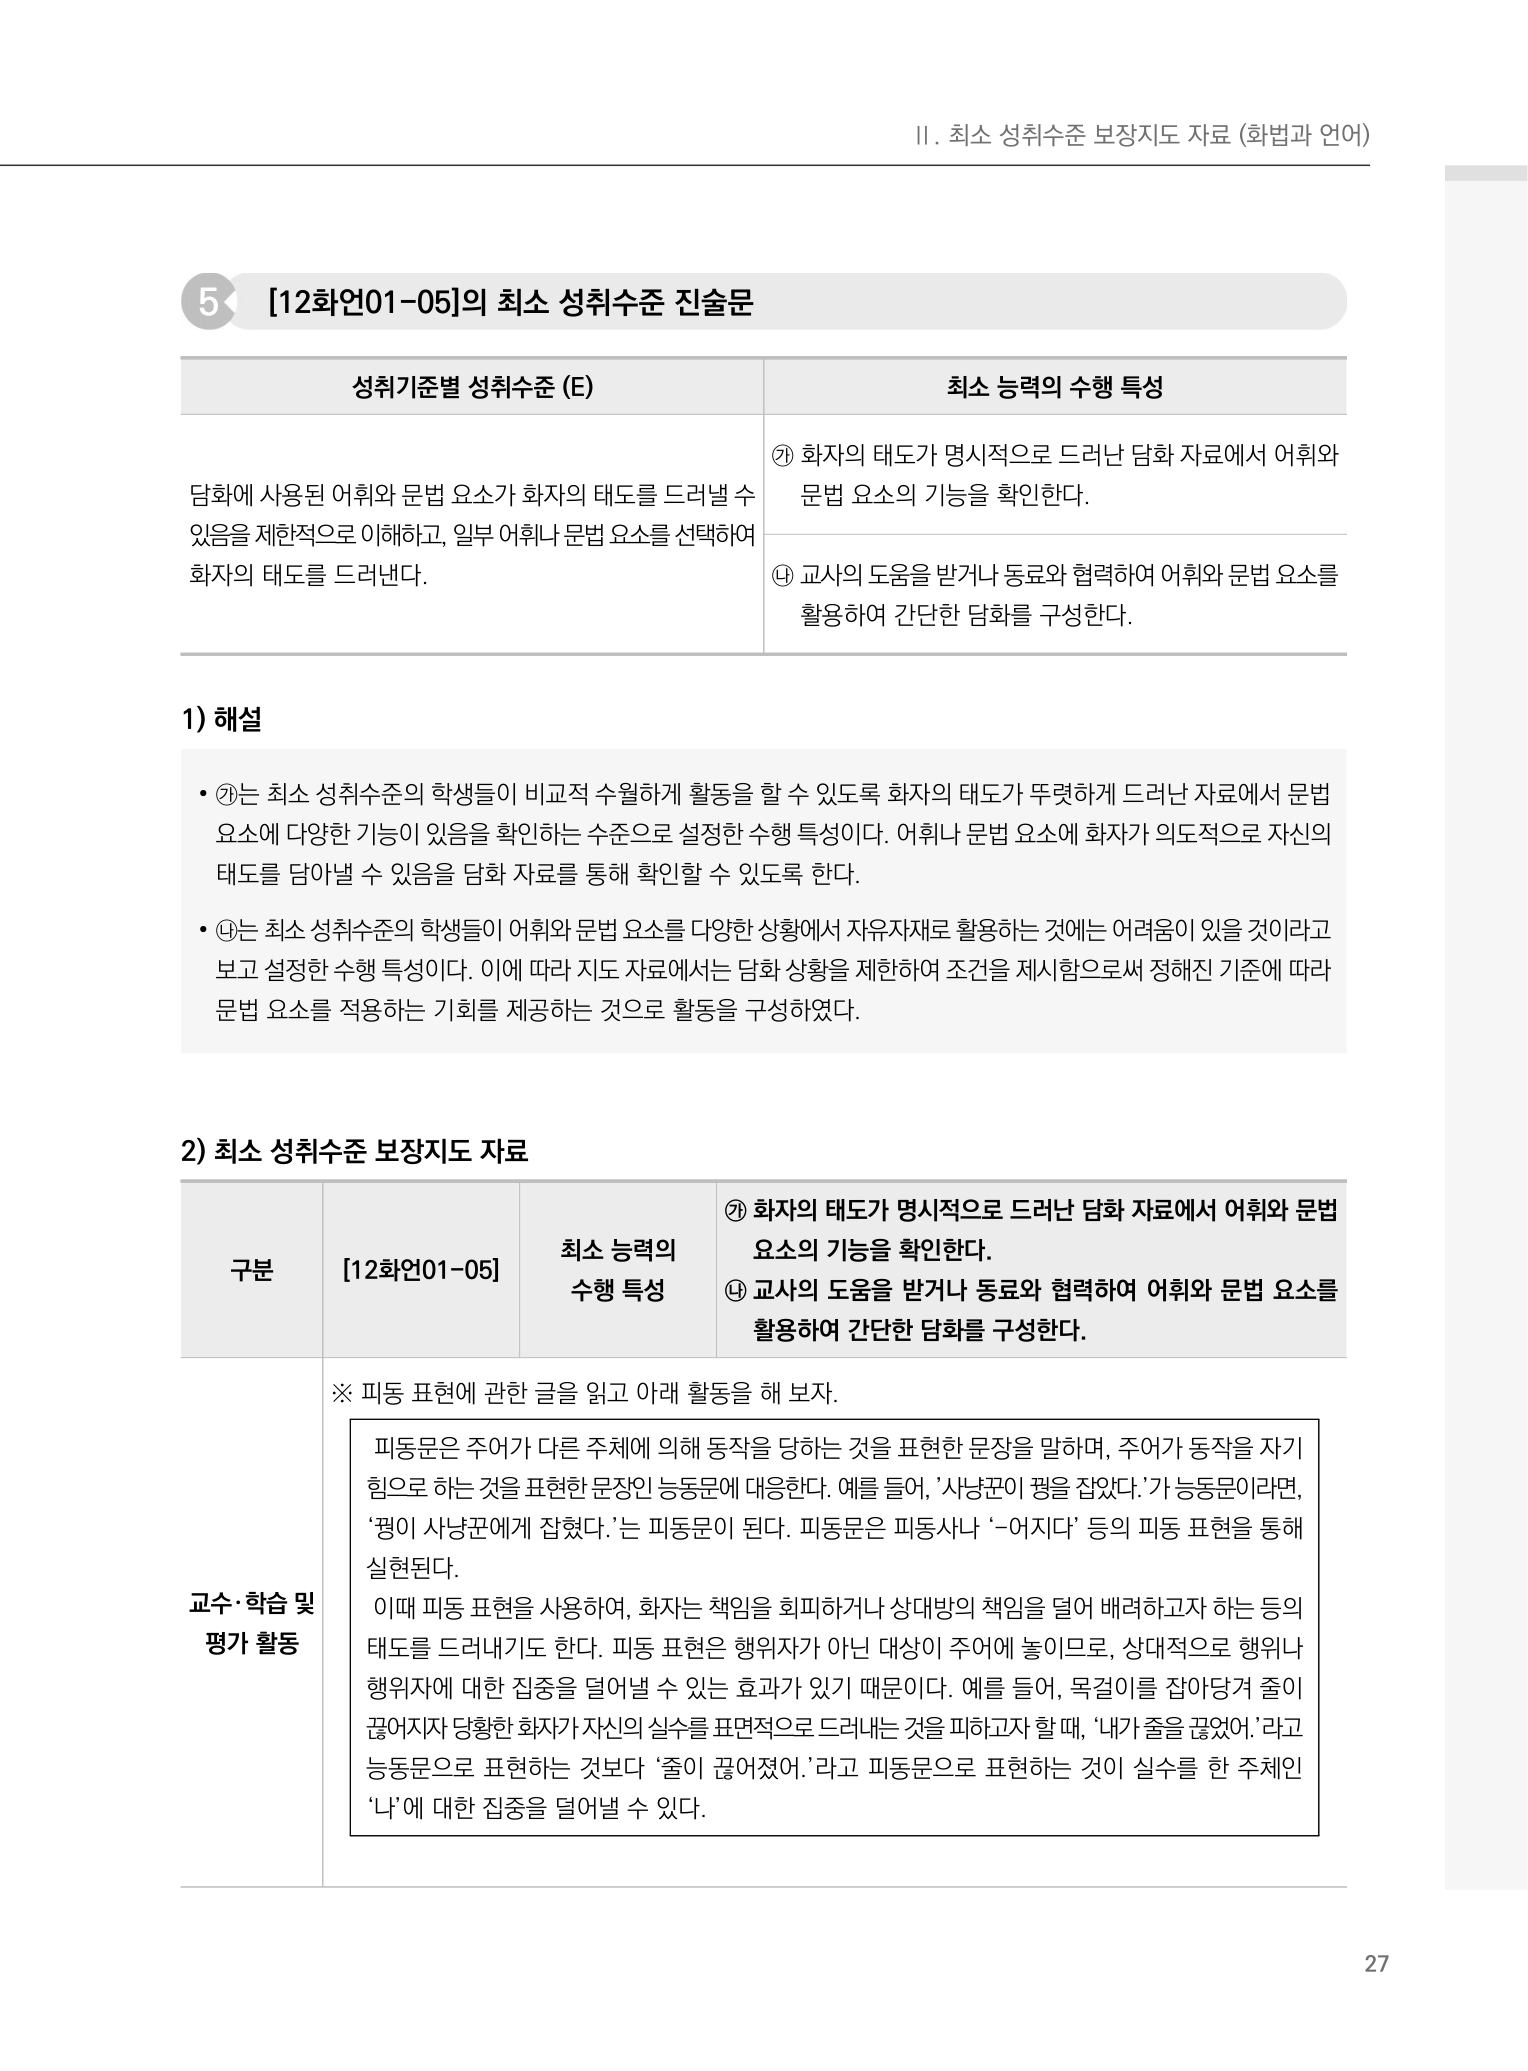 Ⅱ. 최소 성취수준 보장지도 자료 (화법과 언어)
5 [12화언01-05]의 최소 성취수준 진술문
성취기준별 성취수준 (E)
최소 능력의 수행 특성
담화에 사용된 어휘와 문법 요소가 화자의 태도를 드러낼 수
있음을 제한적으로 이해하고, 일부 어휘나 문법 요소를 선택하여
화자의 태도를 드러낸다.
㉮ 화자의 태도가 명시적으로 드러난 담화 자료에서 어휘와
문법 요소의 기능을 확인한다.
㉯ 교사의 도움을 받거나 동료와 협력하여 어휘와 문법 요소를
활용하여 간단한 담화를 구성한다.
1) 해설
• ㉮는 최소 성취수준의 학생들이 비교적 수월하게 활동을 할 수 있도록 화자의 태도가 뚜렷하게 드러난 자료에서 문법
요소에 다양한 기능이 있음을 확인하는 수준으로 설정한 수행 특성이다. 어휘나 문법 요소에 화자가 의도적으로 자신의
태도를 담아낼 수 있음을 담화 자료를 통해 확인할 수 있도록 한다.
• ㉯는 최소 성취수준의 학생들이 어휘와 문법 요소를 다양한 상황에서 자유자재로 활용하는 것에는 어려움이 있을 것이라고
보고 설정한 수행 특성이다. 이에 따라 지도 자료에서는 담화 상황을 제한하여 조건을 제시함으로써 정해진 기준에 따라
문법 요소를 적용하는 기회를 제공하는 것으로 활동을 구성하였다.
2) 최소 성취수준 보장지도 자료
구분
[12화언01-05]
최소 능력의
수행 특성
㉮ 화자의 태도가 명시적으로 드러난 담화 자료에서 어휘와 문법
요소의 기능을 확인한다.
㉯ 교사의 도움을 받거나 동료와 협력하여 어휘와 문법 요소를
활용하여 간단한 담화를 구성한다.
교수·학습 및
평가 활동
※ 피동 표현에 관한 글을 읽고 아래 활동을 해 보자.
피동문은 주어가 다른 주체에 의해 동작을 당하는 것을 표현한 문장을 말하며, 주어가 동작을 자기
힘으로 하는 것을 표현한 문장인 능동문에 대응한다. 예를 들어, ’사냥꾼이 꿩을 잡았다.’가 능동문이라면,
‘꿩이 사냥꾼에게 잡혔다.’는 피동문이 된다. 피동문은 피동사나 ‘-어지다’ 등의 피동 표현을 통해
실현된다.
이때 피동 표현을 사용하여, 화자는 책임을 회피하거나 상대방의 책임을 덜어 배려하고자 하는 등의
태도를 드러내기도 한다. 피동 표현은 행위자가 아닌 대상이 주어에 놓이므로, 상대적으로 행위나
행위자에 대한 집중을 덜어낼 수 있는 효과가 있기 때문이다. 예를 들어, 목걸이를 잡아당겨 줄이
끊어지자 당황한 화자가 자신의 실수를 표면적으로 드러내는 것을 피하고자 할 때, ‘내가 줄을 끊었어.’라고
능동문으로 표현하는 것보다 ‘줄이 끊어졌어.’라고 피동문으로 표현하는 것이 실수를 한 주체인
‘나’에 대한 집중을 덜어낼 수 있다.
27